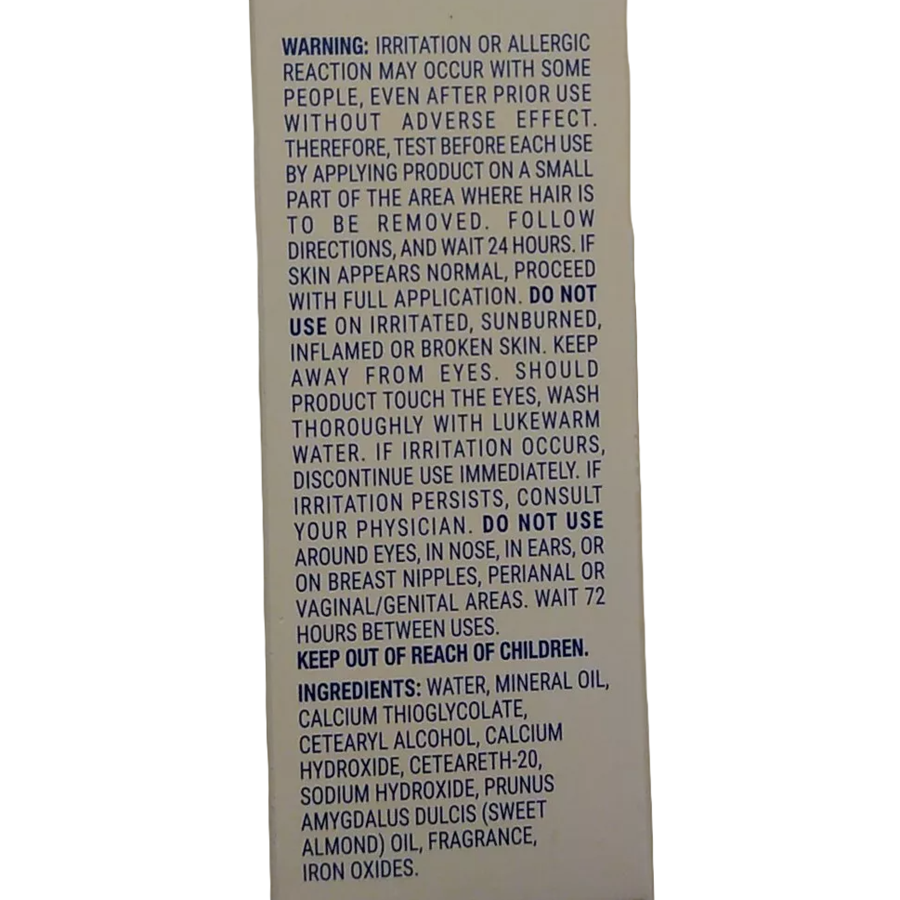 WARNING: IRRITATION OR ALLERGIC
REACTION MAY OCCUR WITH SOME
PEOPLE, EVEN AFTER PRIOR USE
WITHOUT ADVERSE EFFECT.
THEREFORE, TEST BEFORE EACH USE
BY APPLYING PRODUCT ON A SMALL
PART OF THE AREA WHERE HAIR IS
TO BE REMOVED. FOLLOW
DIRECTIONS, AND WAIT 24 HOURS. IF
SKIN APPEARS NORMAL, PROCEED
WITH FULL APPLICATION. DO NOT
USE ON IRRITATED, SUNBURNED,
INFLAMED OR BROKEN SKIN. KEEP
AWAY FROM EYES. SHOULD
PRODUCT TOUCH THE EYES, WASH
THOROUGHLY WITH LUKEWARM
WATER. IF IRRITATION OCCURS,
DISCONTINUE USE IMMEDIATELY. IF
IRRITATION PERSISTS, CONSULT
YOUR PHYSICIAN. DO NOT USE
AROUND EYES, IN NOSE, IN EARS, OR
ON BREAST NIPPLES, PERIANAL OR
VAGINAL/GENITAL AREAS. WAIT 72
HOURS BETWEEN USES.
KEEP OUT OF REACH OF CHILDREN.
INGREDIENTS: WATER, MINERAL OIL,
CALCIUM THIOGLYCOLATE,
CETEARYL ALCOHOL, CALCIUM
HYDROXIDE, CETEARETH-20,
SODIUM HYDROXIDE, PRUNUS
AMYGDALUS DULCIS (SWEET
ALMOND) OIL, FRAGRANCE,
IRON OXIDES.